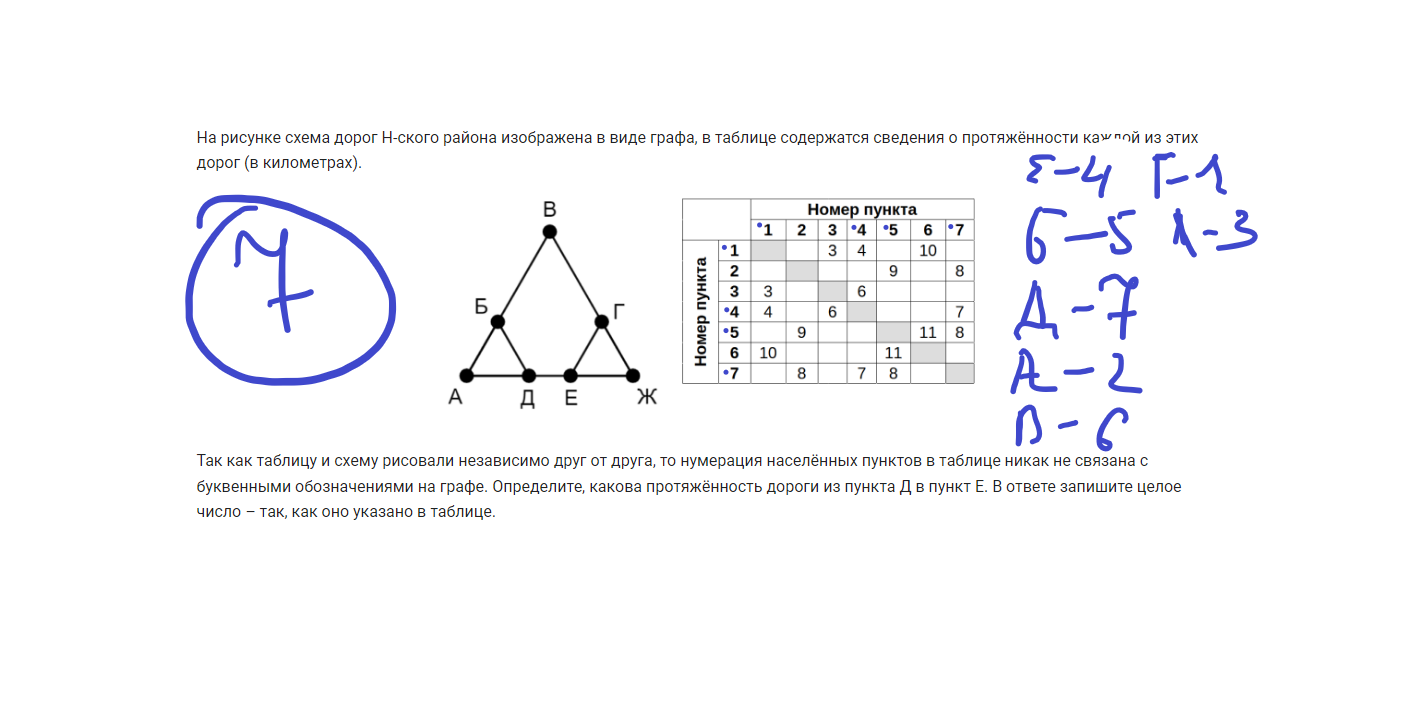 На рисунке схема дорог Н-ского района изображена в виде графа, в таблице содержатся сведения о протяжённости каждой из этих
дорог (в километрах).
Е-4 Г-1
Б-5
Д-7
А-2
В-6
7
В
Б
Г
А Д Е Ж
Номер пункта
1 2 3 4 5 6 7
Номер пункта
1 3 4 10
2 9 8
3 3 6
4 4 6 7
5 9 11 8
6 10 11
7 8 7 8
Так как таблицу и схему рисовали независимо друг от друга, то нумерация населённых пунктов в таблице никак не связана с
буквенными обозначениями на графе. Определите, какова протяжённость дороги из пункта Д в пункт Е. В ответе запишите целое
число – так, как оно указано в таблице.